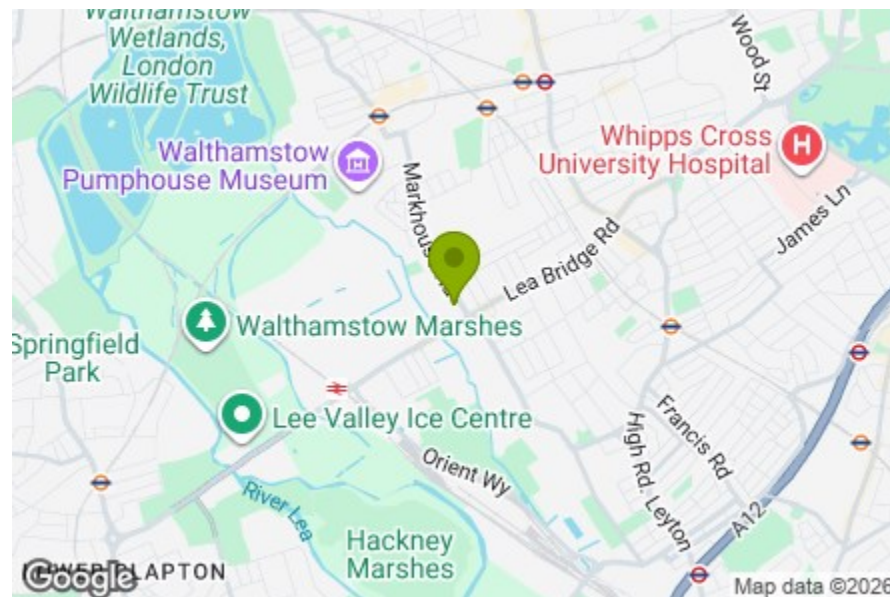 Walthamstow
Wetlands,
London
Wildlife Trust
Wood St
Whipps Cross
University Hospital
H
Walthamstow
Pumphouse Museum
James Ln
Lea Bridge Rd
Walthamstow Marshes
Springfield
Park
Lee Valley Ice Centre
Francis Rd
High Rd. Leyton
Orient Wy
A12
River Lea
Hackney
Marshes
CLAPTON
Google
Map data ©2026